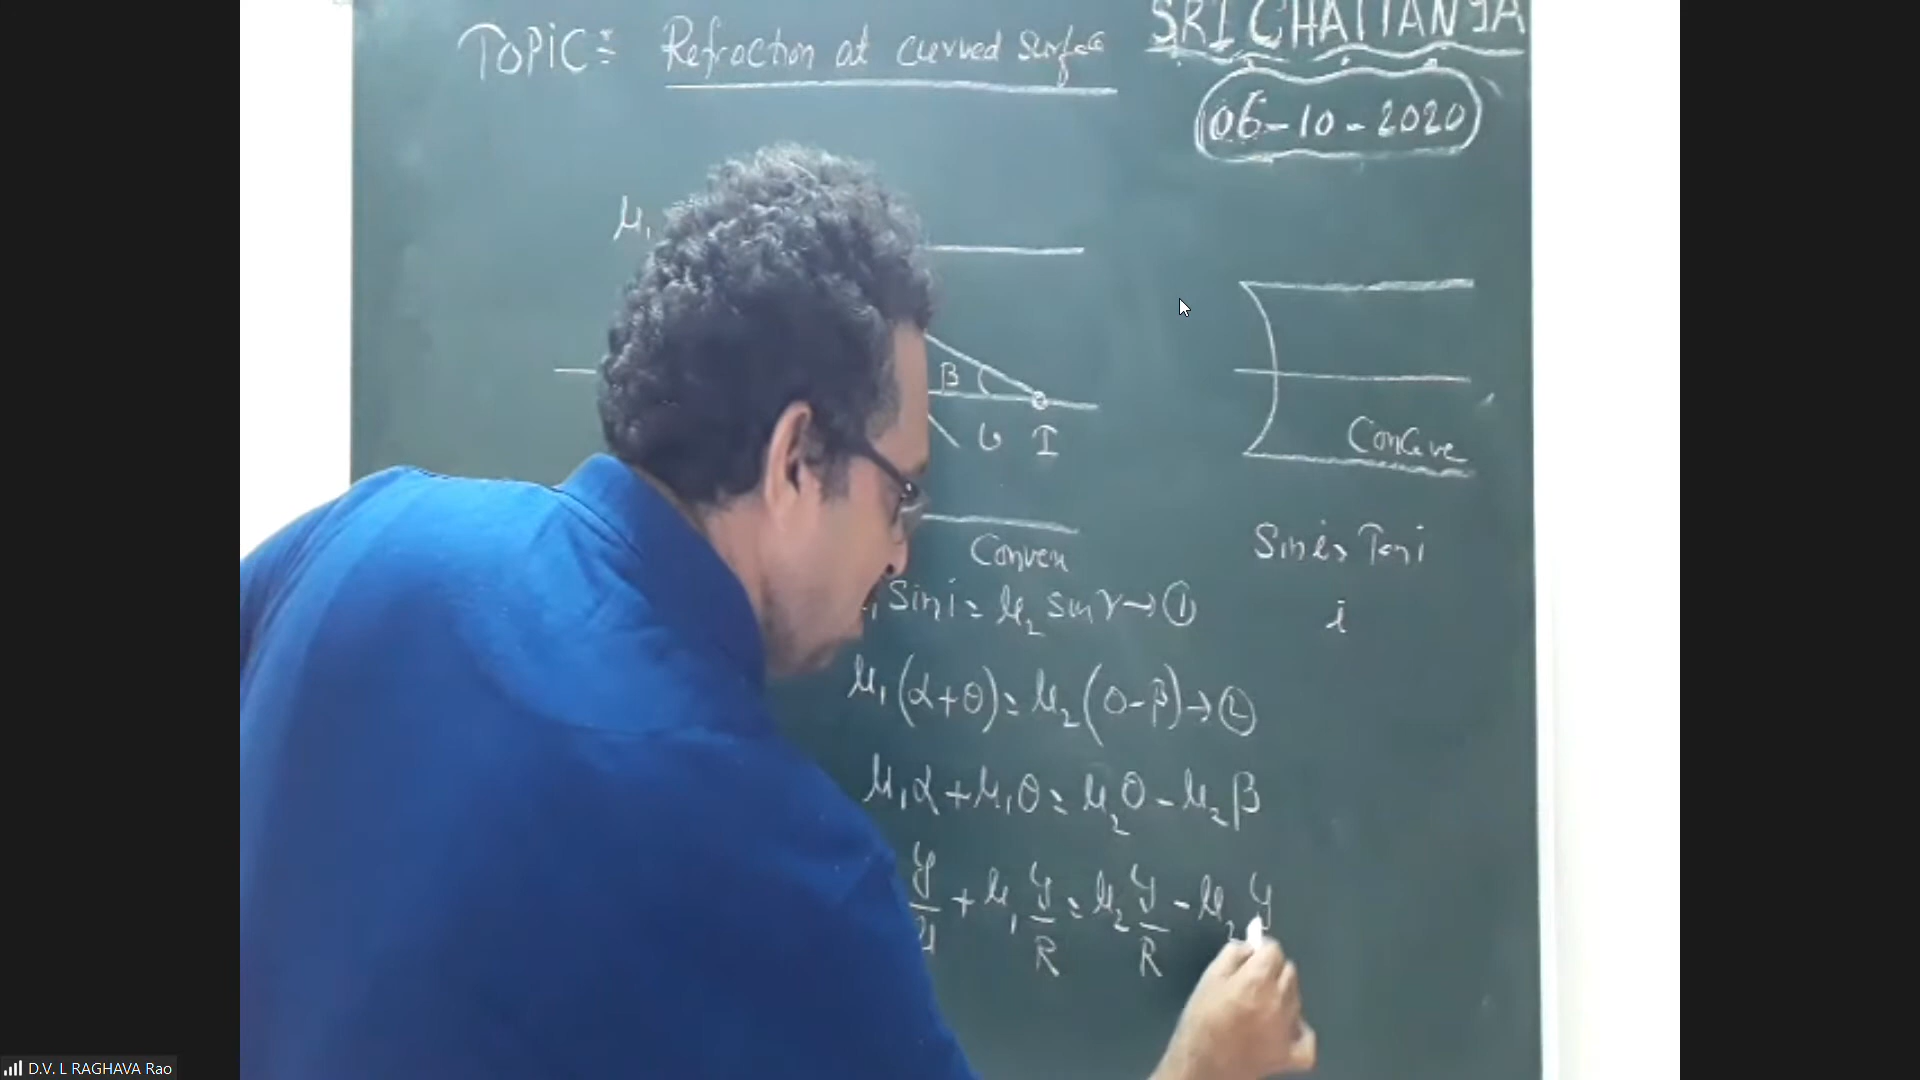 TOPIC:- Refraction at curved surface
SRI CHAITANYA
06-10-2020
μ₁
β
υ I
Convex
Concave
Sin i = Tan i
i
₁ Sin i = μ₂ sin r → ①
μ₁(α+θ) = μ₂(θ-β) → ②
μ₁α + μ₁θ = μ₂θ - μ₂β
y/u + μ₁ y/R = μ₂ y/R - μ₂ y
D.V. L RAGHAVA Rao